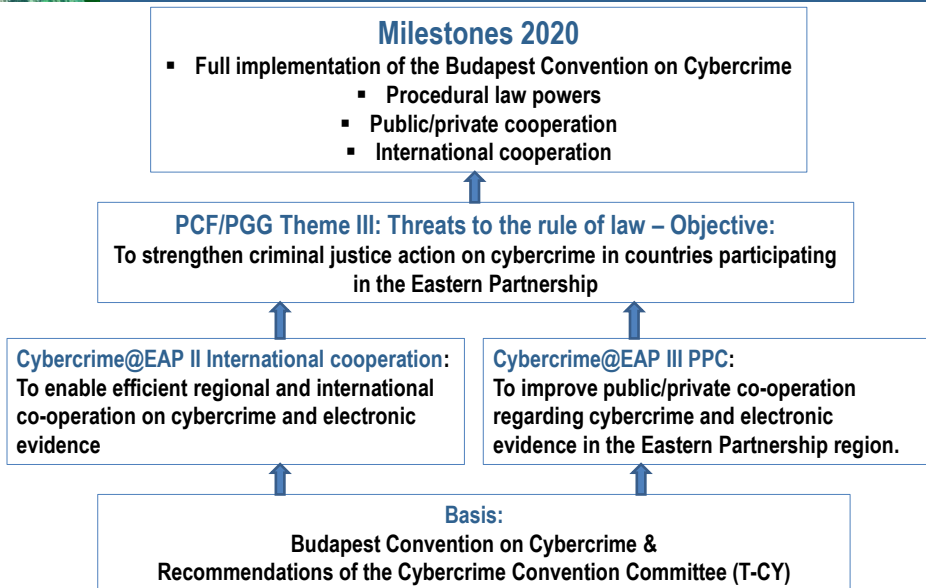 Milestones 2020
▪ Full implementation of the Budapest Convention on Cybercrime
▪ Procedural law powers
▪ Public/private cooperation
▪ International cooperation
PCF/PGG Theme III: Threats to the rule of law – Objective:
To strengthen criminal justice action on cybercrime in countries participating
in the Eastern Partnership
Cybercrime@EAP II International cooperation:
To enable efficient regional and international
co-operation on cybercrime and electronic
evidence
Cybercrime@EAP III PPC:
To improve public/private co-operation
regarding cybercrime and electronic
evidence in the Eastern Partnership region.
Basis:
Budapest Convention on Cybercrime &
Recommendations of the Cybercrime Convention Committee (T-CY)